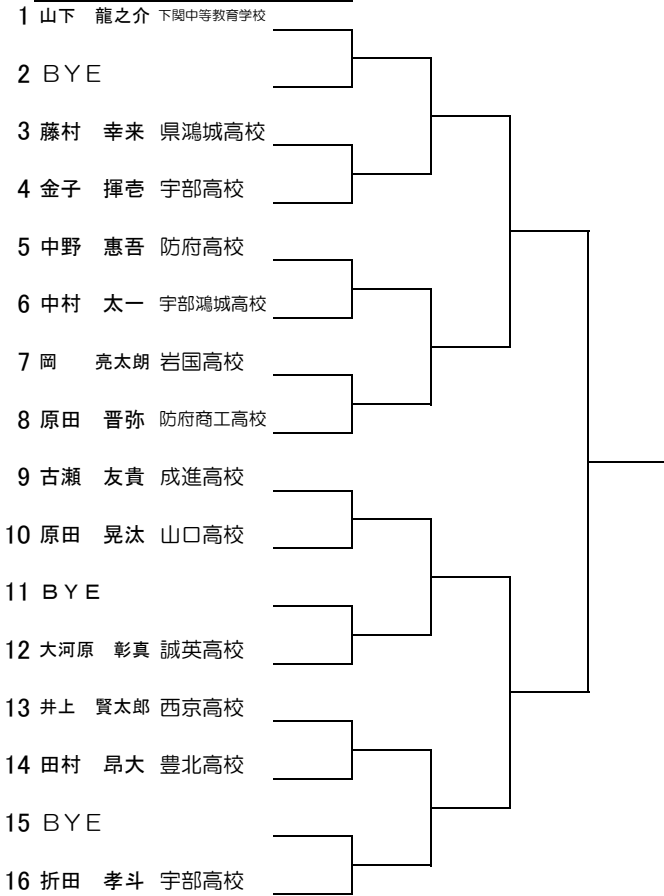 1 山下 龍之介 下関中等教育学校
2 ＢＹＥ
3 藤村 幸来 県鴻城高校
4 金子 揮壱 宇部高校
5 中野 惠吾 防府高校
6 中村 太一 宇部鴻城高校
7 岡 亮太朗 岩国高校
8 原田 晋弥 防府商工高校
9 古瀬 友貴 成進高校
10 原田 晃汰 山口高校
11 ＢＹＥ
12 大河原 彰真 誠英高校
13 井上 賢太郎 西京高校
14 田村 昂大 豊北高校
15 ＢＹＥ
16 折田 孝斗 宇部高校